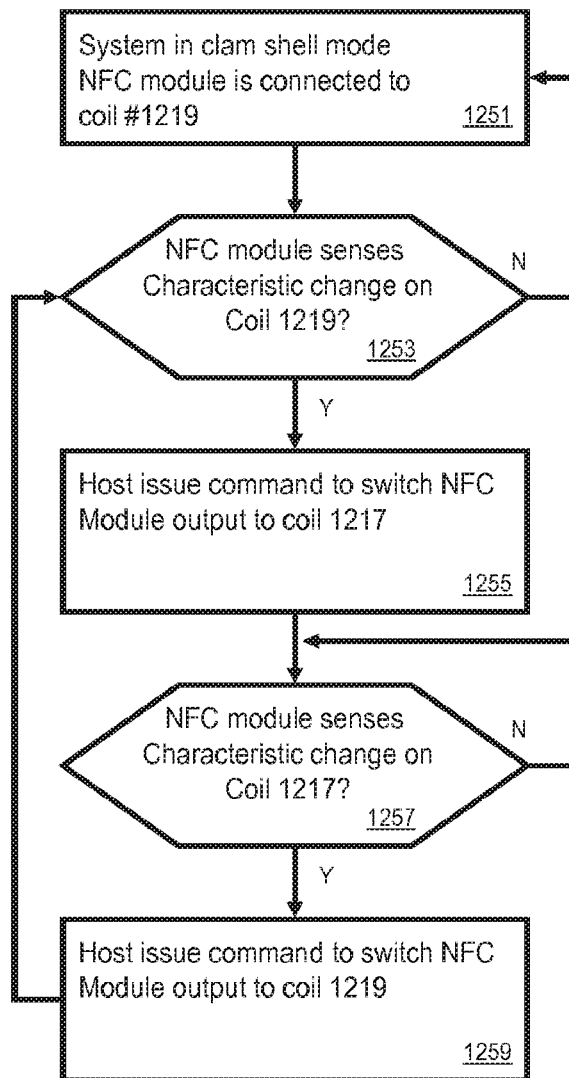 System in clam shell mode
NFC module is connected to
coil #1219
1251
NFC module senses
Characteristic change on
Coil 1219?
1253
N
Y
Host issue command to switch NFC
Module output to coil 1217
1255
NFC module senses
Characteristic change on
Coil 1217?
1257
N
Y
Host issue command to switch NFC
Module output to coil 1219
1259